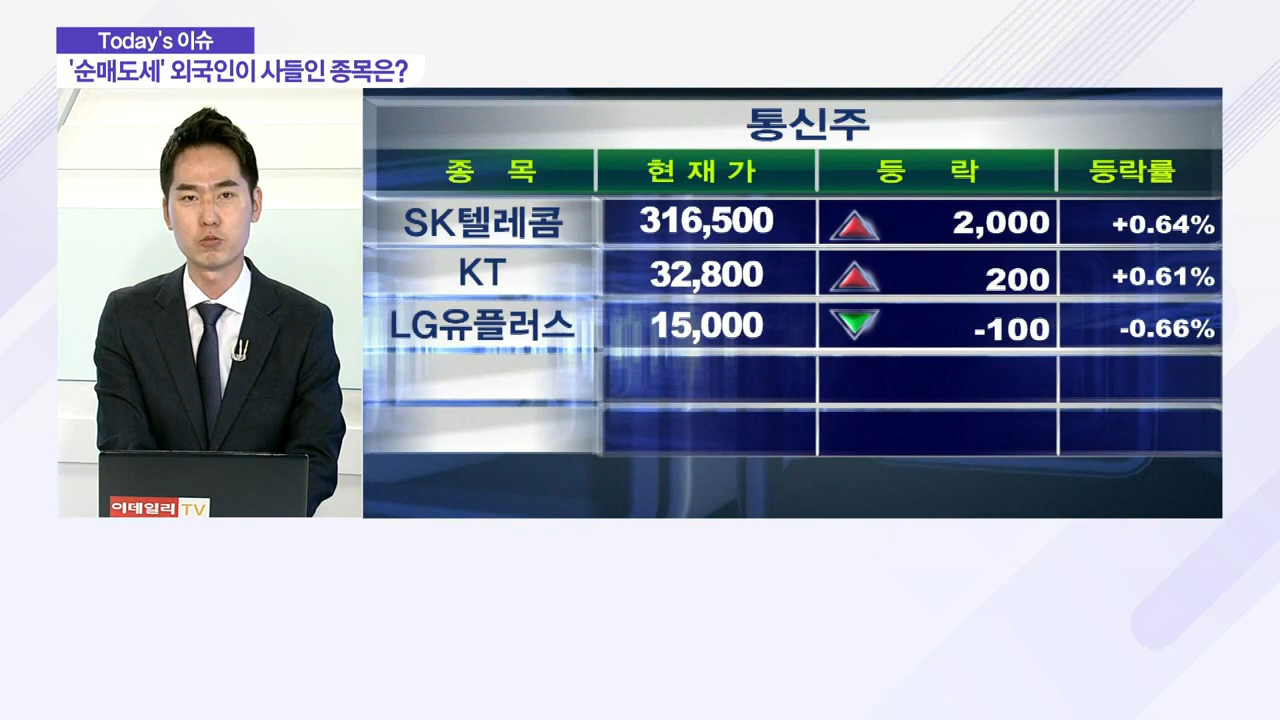 Today's 이슈
'순매도세' 외국인이 사들인 종목은?
통신주
종 목 현 재 가 등 락 등락률
SK텔레콤 316,500 2,000 +0.64%
KT 32,800 200 +0.61%
LG유플러스 15,000 -100 -0.66%
이데일리 TV